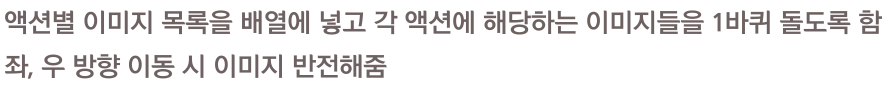 액션별 이미지 목록을 배열에 넣고 각 액션에 해당하는 이미지들을 1바퀴 돌도록 함
좌, 우 방향 이동 시 이미지 반전해줌